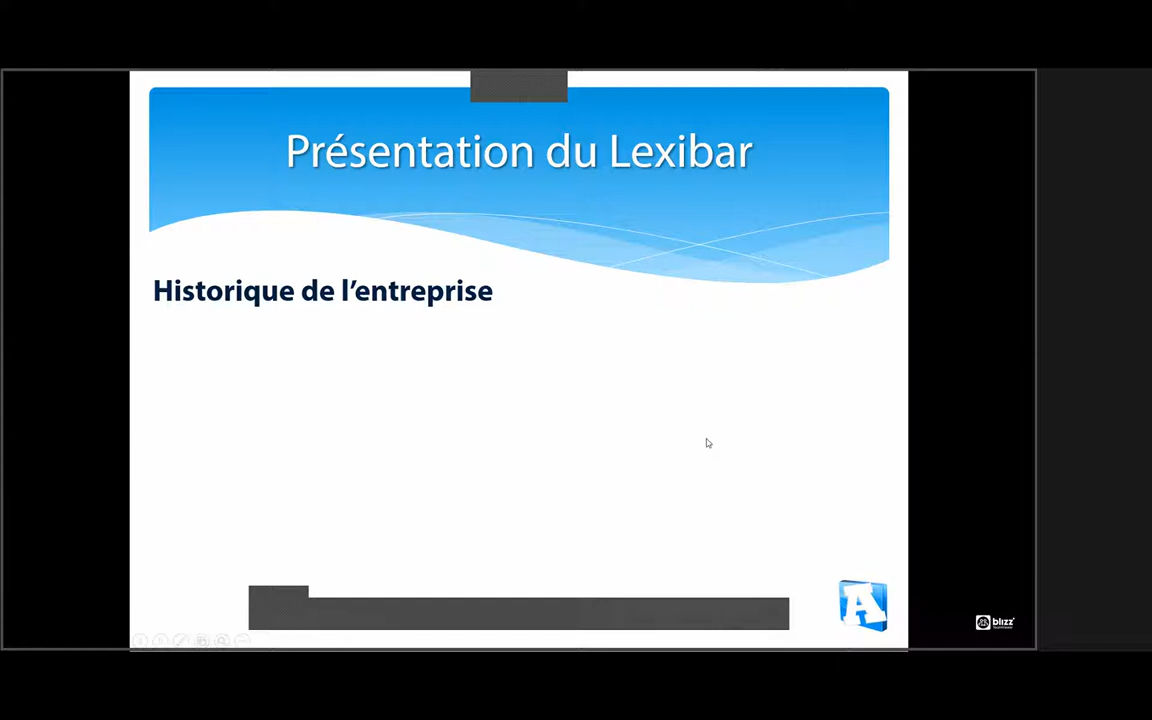 Présentation du Lexibar
Historique de l’entreprise
A
blizz